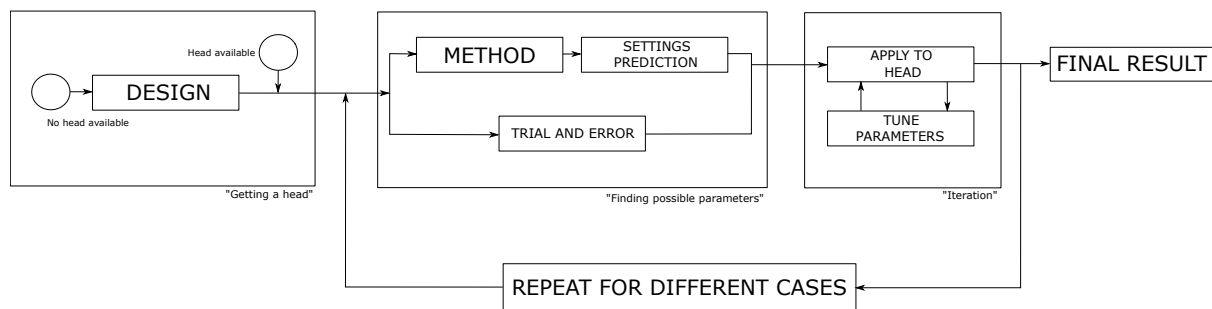 Head available
No head available
DESIGN
"Getting a head"
METHOD
SETTINGS
PREDICTION
TRIAL AND ERROR
"Finding possible parameters"
APPLY TO
HEAD
TUNE
PARAMETERS
"Iteration"
FINAL RESULT
REPEAT FOR DIFFERENT CASES